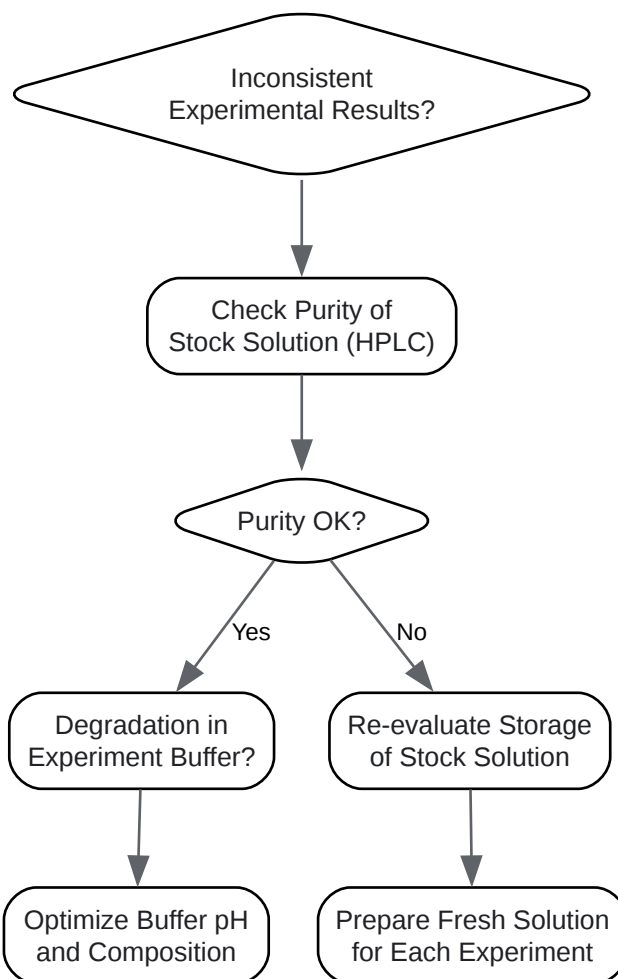 Inconsistent
Experimental Results?
Check Purity of
Stock Solution (HPLC)
Purity OK?
Yes
No
Degradation in
Experiment Buffer?
Re-evaluate Storage
of Stock Solution
Optimize Buffer pH
and Composition
Prepare Fresh Solution
for Each Experiment